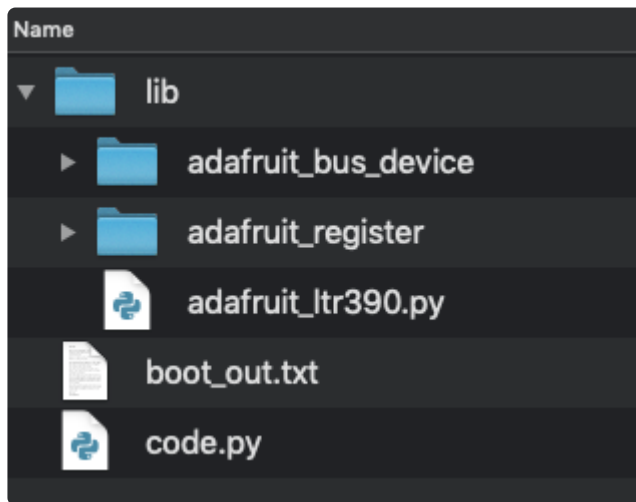 Name
lib
adafruit_bus_device
adafruit_register
adafruit_ltr390.py
boot_out.txt
code.py